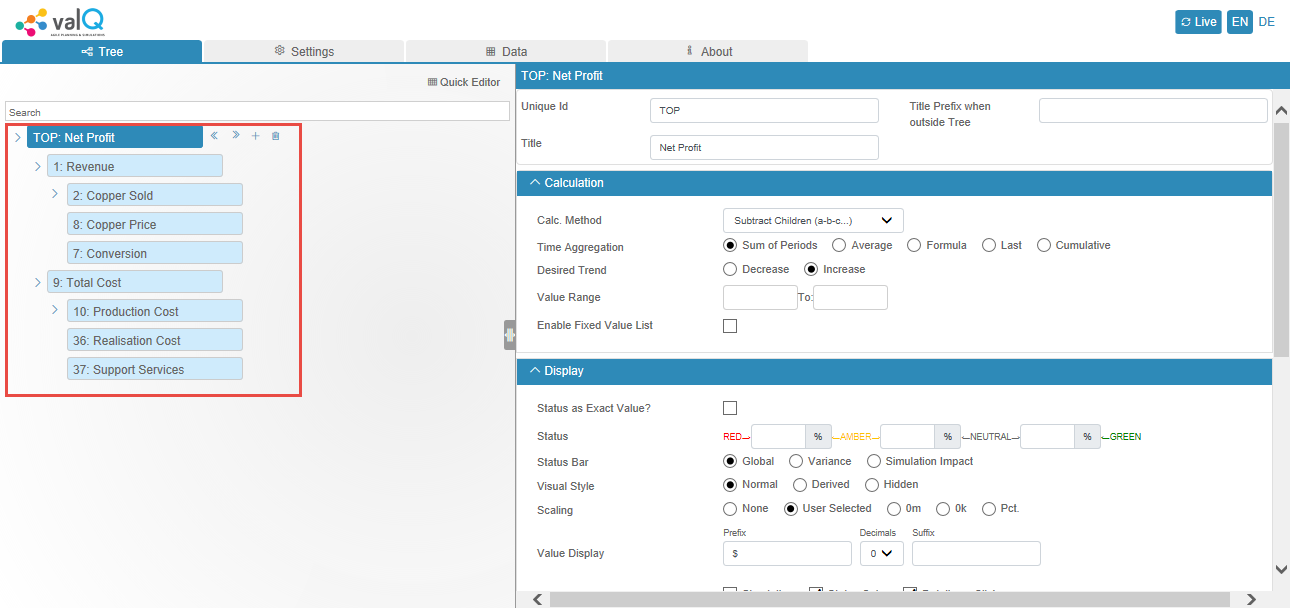 valQ
AGILE PLANNING & SIMULATIONS
Live
EN
DE
Tree
Settings
Data
About
Quick Editor
Search
TOP: Net Profit
1: Revenue
2: Copper Sold
8: Copper Price
7: Conversion
9: Total Cost
10: Production Cost
36: Realisation Cost
37: Support Services
TOP: Net Profit
Unique Id
TOP
Title Prefix when
outside Tree
Title
Net Profit
Calculation
Calc. Method
Subtract Children (a-b-c...)
Time Aggregation
Sum of Periods Average Formula Last Cumulative
Desired Trend
Decrease Increase
Value Range
To:
Enable Fixed Value List
Display
Status as Exact Value?
Status
RED % AMBER % NEUTRAL % GREEN
Status Bar
Global Variance Simulation Impact
Visual Style
Normal Derived Hidden
Scaling
None User Selected 0m 0k Pct.
Prefix Decimals Suffix
Value Display
$ 0